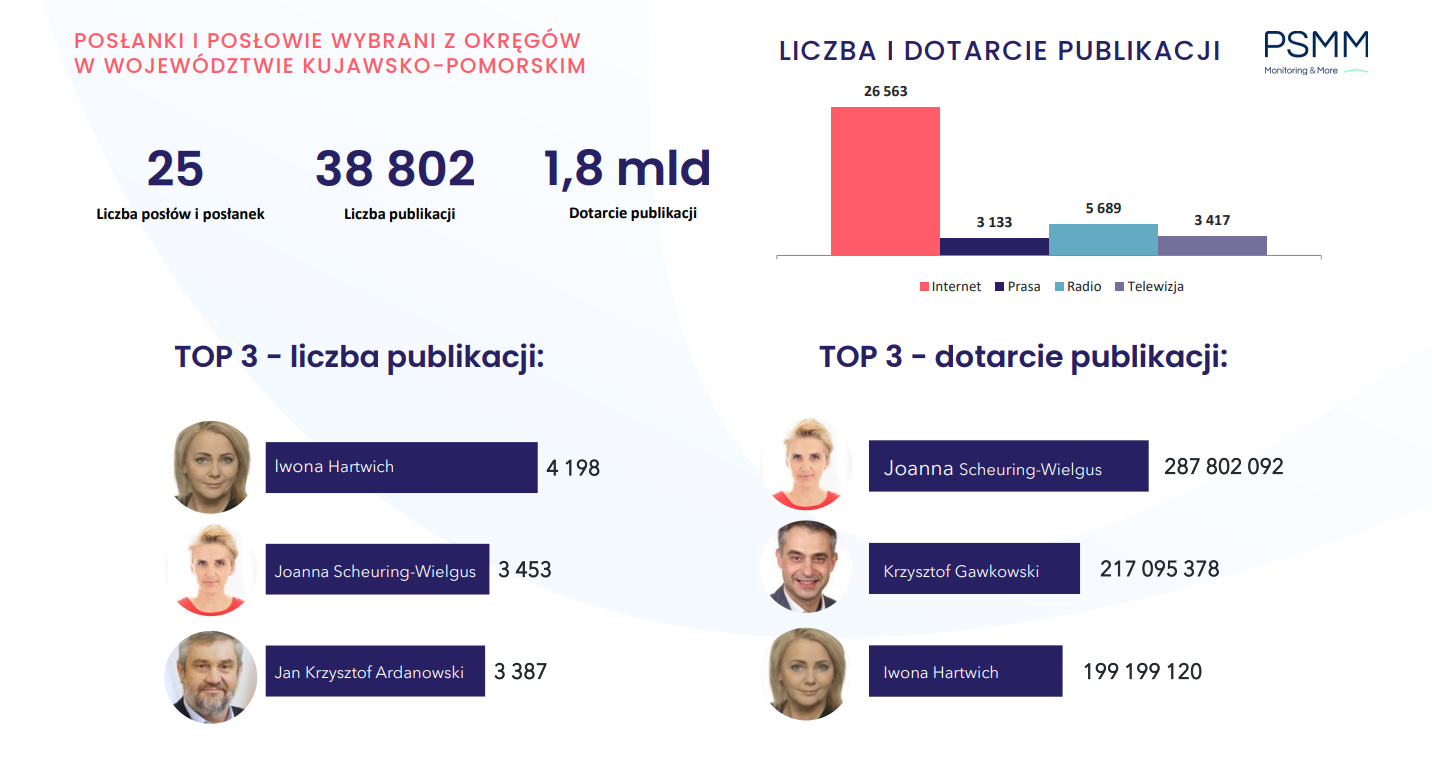 POSŁANKI I POSŁOWIE WYBRANI Z OKRĘGÓW
W WOJEWÓDZTWIE KUJAWSKO-POMORSKIM
25
Liczba posłów i posłanek
38 802
Liczba publikacji
1,8 mld
Dotarcie publikacji
LICZBA I DOTARCIE PUBLIKACJI
PSMM
Monitoring & More
26 563
3 133
5 689
3 417
Internet Prasa Radio Telewizja
TOP 3 - liczba publikacji:
Iwona Hartwich 4 198
Joanna Scheuring-Wielgus 3 453
Jan Krzysztof Ardanowski 3 387
TOP 3 - dotarcie publikacji:
Joanna Scheuring-Wielgus 287 802 092
Krzysztof Gawkowski 217 095 378
Iwona Hartwich 199 199 120